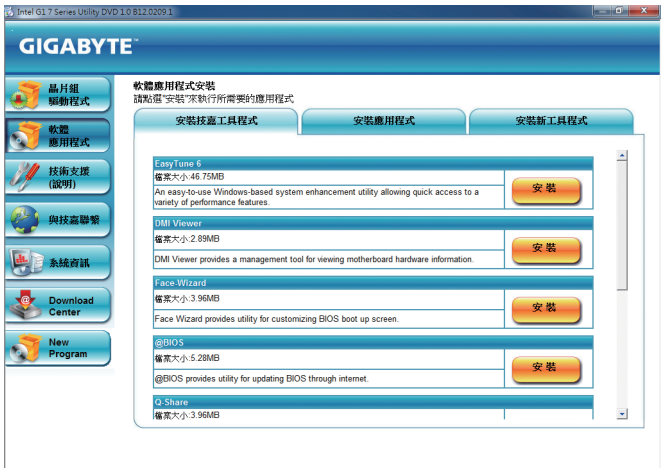 Intel G1 7 Series Utility DVD 1.0 B12.0209.1
GIGABYTE™
晶片組
驅動程式
軟體
應用程式
技術支援
(說明)
與技嘉聯繫
系統資訊
Download
Center
New
Program
軟體應用程式安裝
請點選"安裝"來執行所需要的應用程式
安裝技嘉工具程式
安裝應用程式
安裝新工具程式
EasyTune 6
檔案大小:46.75MB
An easy-to-use Windows-based system enhancement utility allowing quick access to a
variety of performance features.
安裝
DMI Viewer
檔案大小:2.89MB
DMI Viewer provides a management tool for viewing motherboard hardware information.
安裝
Face-Wizard
檔案大小:3.96MB
Face Wizard provides utility for customizing BIOS boot up screen.
安裝
@BIOS
檔案大小:5.28MB
@BIOS provides utility for updating BIOS through internet.
安裝
Q-Share
檔案大小:3.96MB